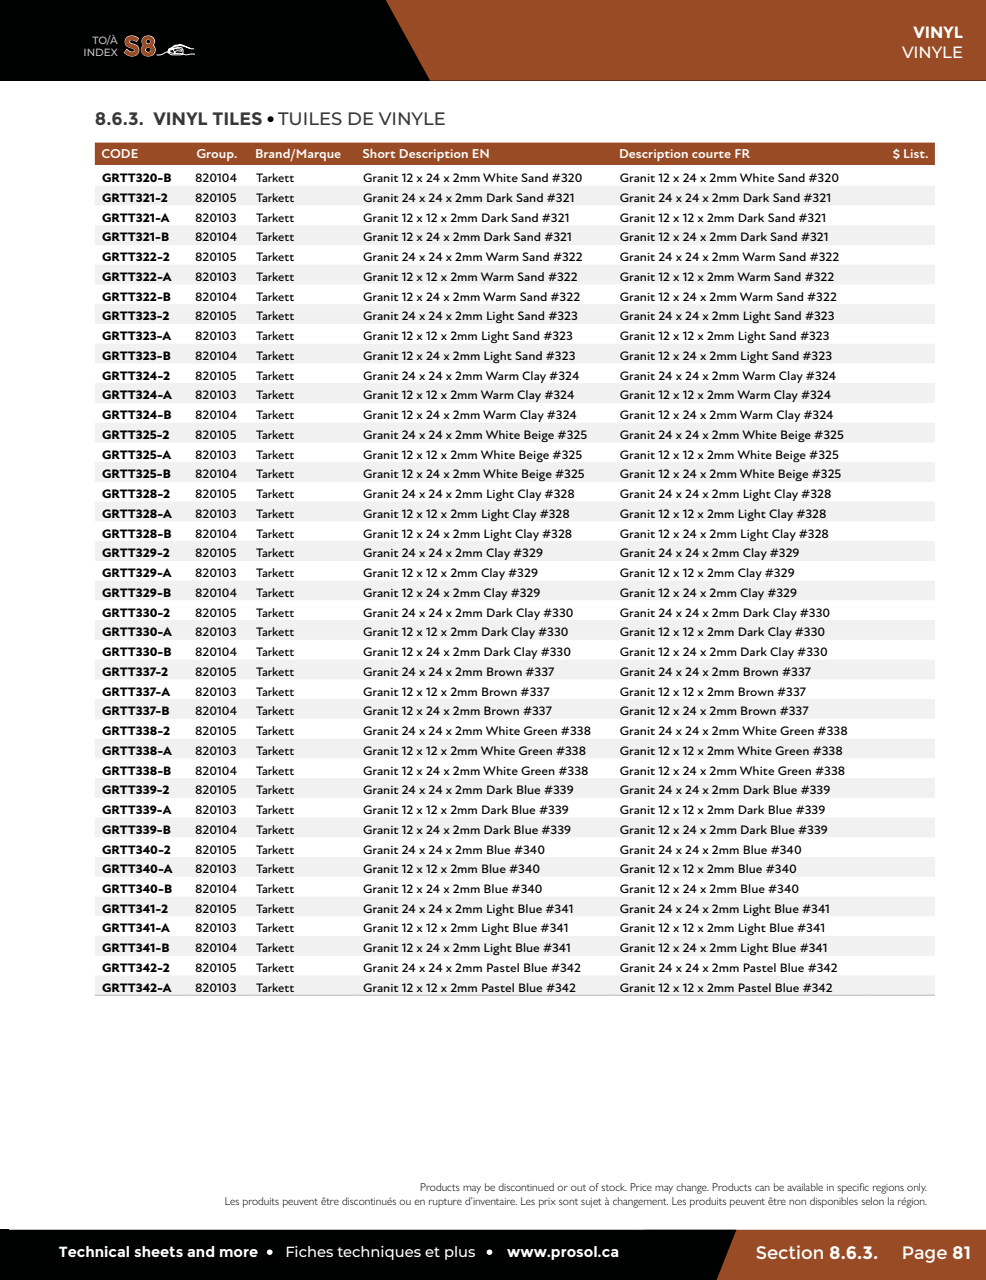 TO/À
INDEX S8
VINYL
VINYLE
8.6.3. VINYL TILES • TUILES DE VINYLE
CODE Group. Brand/Marque Short Description EN Description courte FR $ List.
GRTT320-B 820104 Tarkett Granit 12 x 24 x 2mm White Sand #320 Granit 12 x 24 x 2mm White Sand #320
GRTT321-2 820105 Tarkett Granit 24 x 24 x 2mm Dark Sand #321 Granit 24 x 24 x 2mm Dark Sand #321
GRTT321-A 820103 Tarkett Granit 12 x 12 x 2mm Dark Sand #321 Granit 12 x 12 x 2mm Dark Sand #321
GRTT321-B 820104 Tarkett Granit 12 x 24 x 2mm Dark Sand #321 Granit 12 x 24 x 2mm Dark Sand #321
GRTT322-2 820105 Tarkett Granit 24 x 24 x 2mm Warm Sand #322 Granit 24 x 24 x 2mm Warm Sand #322
GRTT322-A 820103 Tarkett Granit 12 x 12 x 2mm Warm Sand #322 Granit 12 x 12 x 2mm Warm Sand #322
GRTT322-B 820104 Tarkett Granit 12 x 24 x 2mm Warm Sand #322 Granit 12 x 24 x 2mm Warm Sand #322
GRTT323-2 820105 Tarkett Granit 24 x 24 x 2mm Light Sand #323 Granit 24 x 24 x 2mm Light Sand #323
GRTT323-A 820103 Tarkett Granit 12 x 12 x 2mm Light Sand #323 Granit 12 x 12 x 2mm Light Sand #323
GRTT323-B 820104 Tarkett Granit 12 x 24 x 2mm Light Sand #323 Granit 12 x 24 x 2mm Light Sand #323
GRTT324-2 820105 Tarkett Granit 24 x 24 x 2mm Warm Clay #324 Granit 24 x 24 x 2mm Warm Clay #324
GRTT324-A 820103 Tarkett Granit 12 x 12 x 2mm Warm Clay #324 Granit 12 x 12 x 2mm Warm Clay #324
GRTT324-B 820104 Tarkett Granit 12 x 24 x 2mm Warm Clay #324 Granit 12 x 24 x 2mm Warm Clay #324
GRTT325-2 820105 Tarkett Granit 24 x 24 x 2mm White Beige #325 Granit 24 x 24 x 2mm White Beige #325
GRTT325-A 820103 Tarkett Granit 12 x 12 x 2mm White Beige #325 Granit 12 x 12 x 2mm White Beige #325
GRTT325-B 820104 Tarkett Granit 12 x 24 x 2mm White Beige #325 Granit 12 x 24 x 2mm White Beige #325
GRTT328-2 820105 Tarkett Granit 24 x 24 x 2mm Light Clay #328 Granit 24 x 24 x 2mm Light Clay #328
GRTT328-A 820103 Tarkett Granit 12 x 12 x 2mm Light Clay #328 Granit 12 x 12 x 2mm Light Clay #328
GRTT328-B 820104 Tarkett Granit 12 x 24 x 2mm Light Clay #328 Granit 12 x 24 x 2mm Light Clay #328
GRTT329-2 820105 Tarkett Granit 24 x 24 x 2mm Clay #329 Granit 24 x 24 x 2mm Clay #329
GRTT329-A 820103 Tarkett Granit 12 x 12 x 2mm Clay #329 Granit 12 x 12 x 2mm Clay #329
GRTT329-B 820104 Tarkett Granit 12 x 24 x 2mm Clay #329 Granit 12 x 24 x 2mm Clay #329
GRTT330-2 820105 Tarkett Granit 24 x 24 x 2mm Dark Clay #330 Granit 24 x 24 x 2mm Dark Clay #330
GRTT330-A 820103 Tarkett Granit 12 x 12 x 2mm Dark Clay #330 Granit 12 x 12 x 2mm Dark Clay #330
GRTT330-B 820104 Tarkett Granit 12 x 24 x 2mm Dark Clay #330 Granit 12 x 24 x 2mm Dark Clay #330
GRTT337-2 820105 Tarkett Granit 24 x 24 x 2mm Brown #337 Granit 24 x 24 x 2mm Brown #337
GRTT337-A 820103 Tarkett Granit 12 x 12 x 2mm Brown #337 Granit 12 x 12 x 2mm Brown #337
GRTT337-B 820104 Tarkett Granit 12 x 24 x 2mm Brown #337 Granit 12 x 24 x 2mm Brown #337
GRTT338-2 820105 Tarkett Granit 24 x 24 x 2mm White Green #338 Granit 24 x 24 x 2mm White Green #338
GRTT338-A 820103 Tarkett Granit 12 x 12 x 2mm White Green #338 Granit 12 x 12 x 2mm White Green #338
GRTT338-B 820104 Tarkett Granit 12 x 24 x 2mm White Green #338 Granit 12 x 24 x 2mm White Green #338
GRTT339-2 820105 Tarkett Granit 24 x 24 x 2mm Dark Blue #339 Granit 24 x 24 x 2mm Dark Blue #339
GRTT339-A 820103 Tarkett Granit 12 x 12 x 2mm Dark Blue #339 Granit 12 x 12 x 2mm Dark Blue #339
GRTT339-B 820104 Tarkett Granit 12 x 24 x 2mm Dark Blue #339 Granit 12 x 24 x 2mm Dark Blue #339
GRTT340-2 820105 Tarkett Granit 24 x 24 x 2mm Blue #340 Granit 24 x 24 x 2mm Blue #340
GRTT340-A 820103 Tarkett Granit 12 x 12 x 2mm Blue #340 Granit 12 x 12 x 2mm Blue #340
GRTT340-B 820104 Tarkett Granit 12 x 24 x 2mm Blue #340 Granit 12 x 24 x 2mm Blue #340
GRTT341-2 820105 Tarkett Granit 24 x 24 x 2mm Light Blue #341 Granit 24 x 24 x 2mm Light Blue #341
GRTT341-A 820103 Tarkett Granit 12 x 12 x 2mm Light Blue #341 Granit 12 x 12 x 2mm Light Blue #341
GRTT341-B 820104 Tarkett Granit 12 x 24 x 2mm Light Blue #341 Granit 12 x 24 x 2mm Light Blue #341
GRTT342-2 820105 Tarkett Granit 24 x 24 x 2mm Pastel Blue #342 Granit 24 x 24 x 2mm Pastel Blue #342
GRTT342-A 820103 Tarkett Granit 12 x 12 x 2mm Pastel Blue #342 Granit 12 x 12 x 2mm Pastel Blue #342
Products may be discontinued or out of stock. Price may change. Products can be available in specific regions only.
Les produits peuvent être discontinués ou en rupture d'inventaire. Les prix sont sujet à changement. Les produits peuvent être non disponibles selon la région.
Technical sheets and more • Fiches techniques et plus • www.prosol.ca
Section 8.6.3. Page 81